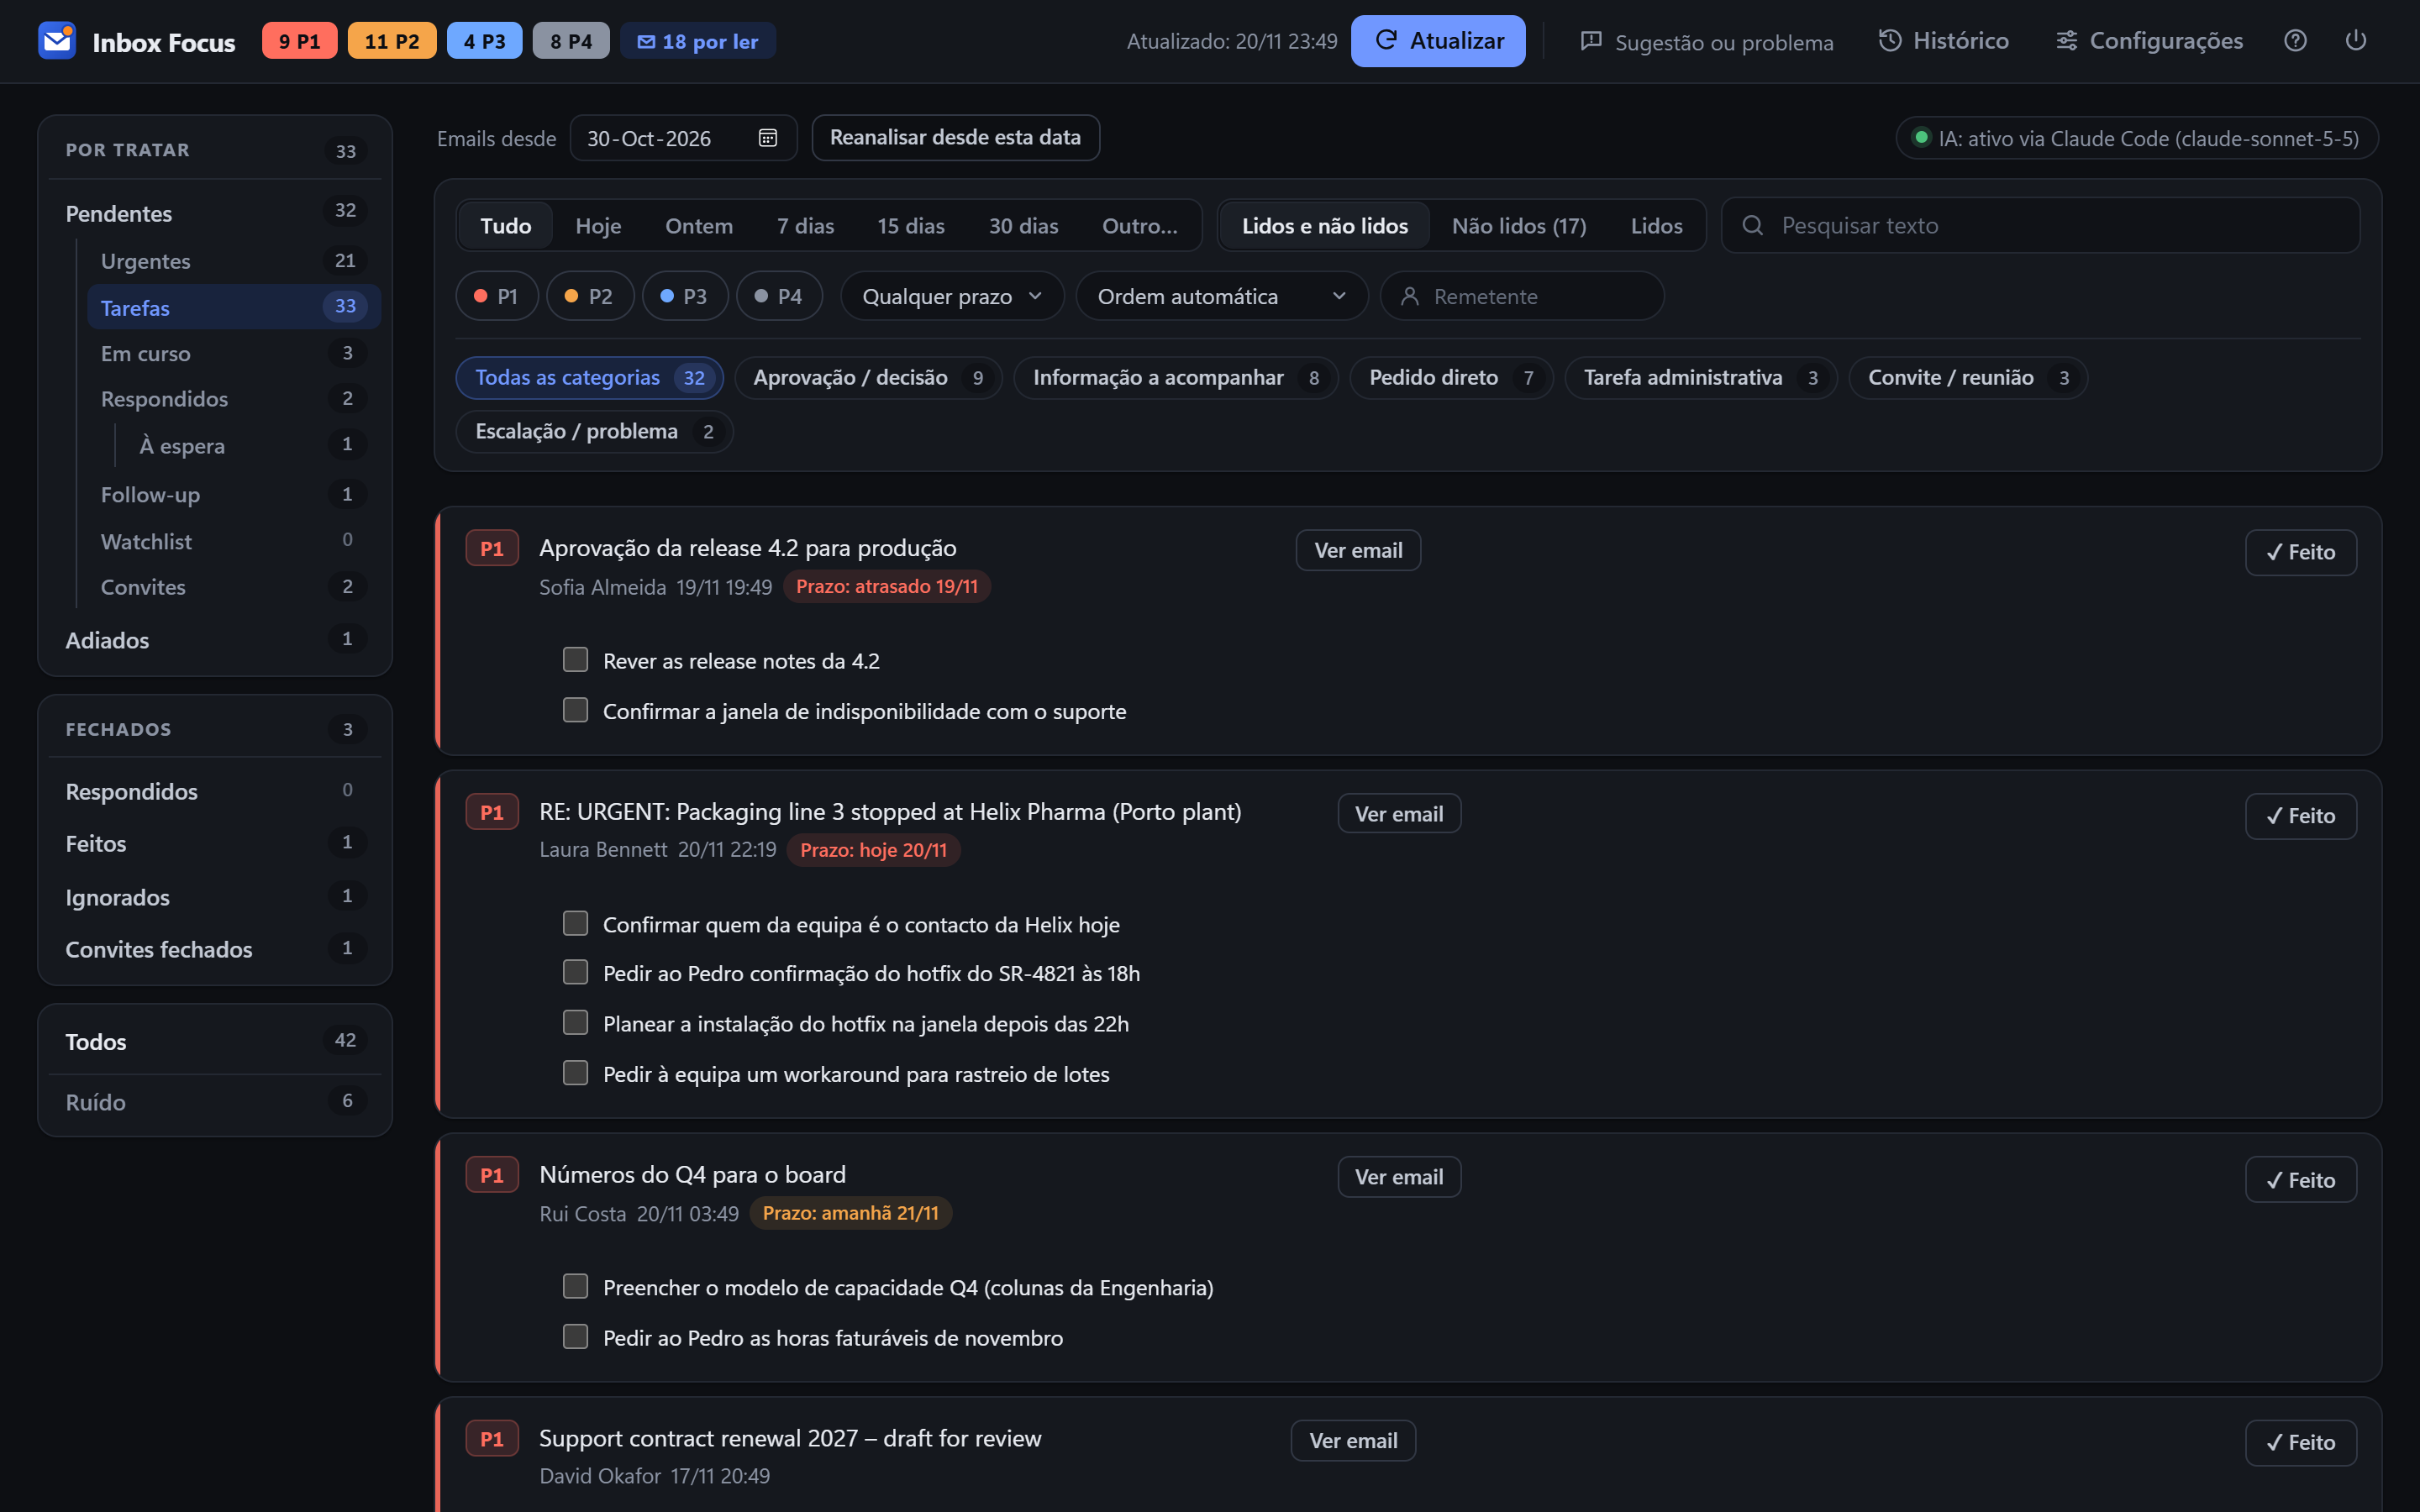 Inbox Focus 9 P1 11 P2 4 P3 8 P4 18 por ler Atualizado: 20/11 23:49 Atualizar Sugestão ou problema Histórico Configurações
POR TRATAR 33
Pendentes 32
Urgentes 21
Tarefas 33
Em curso 3
Respondidos 2
À espera 1
Follow-up 1
Watchlist 0
Convites 2
Adiados 1
FECHADOS 3
Respondidos 0
Feitos 1
Ignorados 1
Convites fechados 1
Todos 42
Ruído 6
Emails desde 30-Oct-2026 Reanalisar desde esta data IA: ativo via Claude Code (claude-sonnet-5-5)
Tudo Hoje Ontem 7 dias 15 dias 30 dias Outro... Lidos e não lidos Não lidos (17) Lidos Pesquisar texto
P1 P2 P3 P4 Qualquer prazo Ordem automática Remetente
Todas as categorias 32 Aprovação / decisão 9 Informação a acompanhar 8 Pedido direto 7 Tarefa administrativa 3 Convite / reunião 3
Escalação / problema 2
P1 Aprovação da release 4.2 para produção Ver email ✓ Feito
Sofia Almeida 19/11 19:49 Prazo: atrasado 19/11
Rever as release notes da 4.2
Confirmar a janela de indisponibilidade com o suporte
P1 RE: URGENT: Packaging line 3 stopped at Helix Pharma (Porto plant) Ver email ✓ Feito
Laura Bennett 20/11 22:19 Prazo: hoje 20/11
Confirmar quem da equipa é o contacto da Helix hoje
Pedir ao Pedro confirmação do hotfix do SR-4821 às 18h
Planear a instalação do hotfix na janela depois das 22h
Pedir à equipa um workaround para rastreio de lotes
P1 Números do Q4 para o board Ver email ✓ Feito
Rui Costa 20/11 03:49 Prazo: amanhã 21/11
Preencher o modelo de capacidade Q4 (colunas da Engenharia)
Pedir ao Pedro as horas faturáveis de novembro
P1 Support contract renewal 2027 – draft for review Ver email ✓ Feito
David Okafor 17/11 20:49